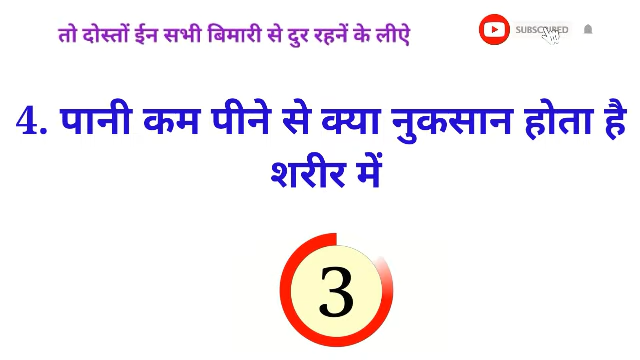 तो दोस्तों ईन सभी बिमारी से दुर रहनें के लीऐ
SUBSCRIBED
4. पानी कम पीने से क्या नुकसान होता है
शरीर में
3